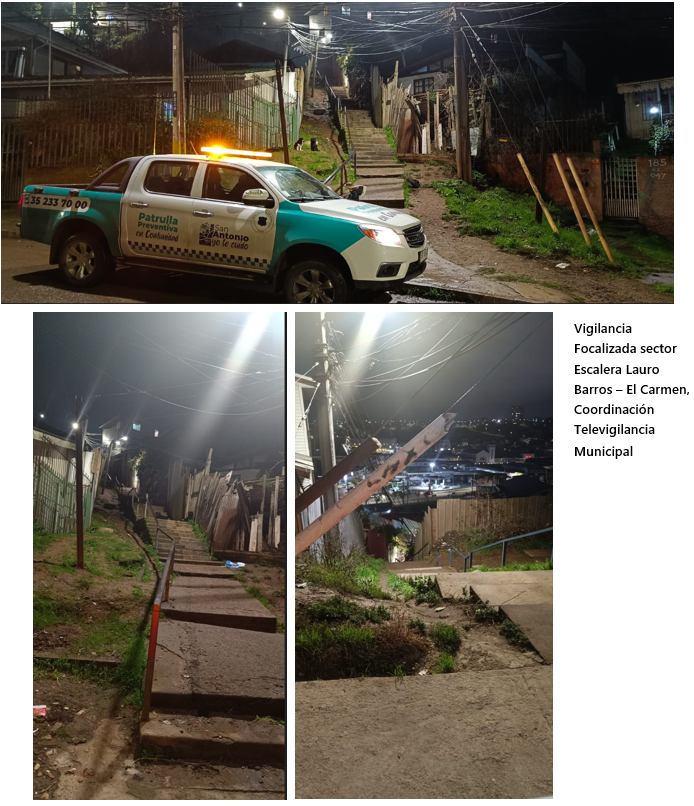 35 233 70 00
Patrulla
Preventiva
en Comunidad
San
Antonio
yo te cuido
185
Vigilancia
Focalizada sector
Escalera Lauro
Barros – El Carmen,
Coordinación
Televigilancia
Municipal